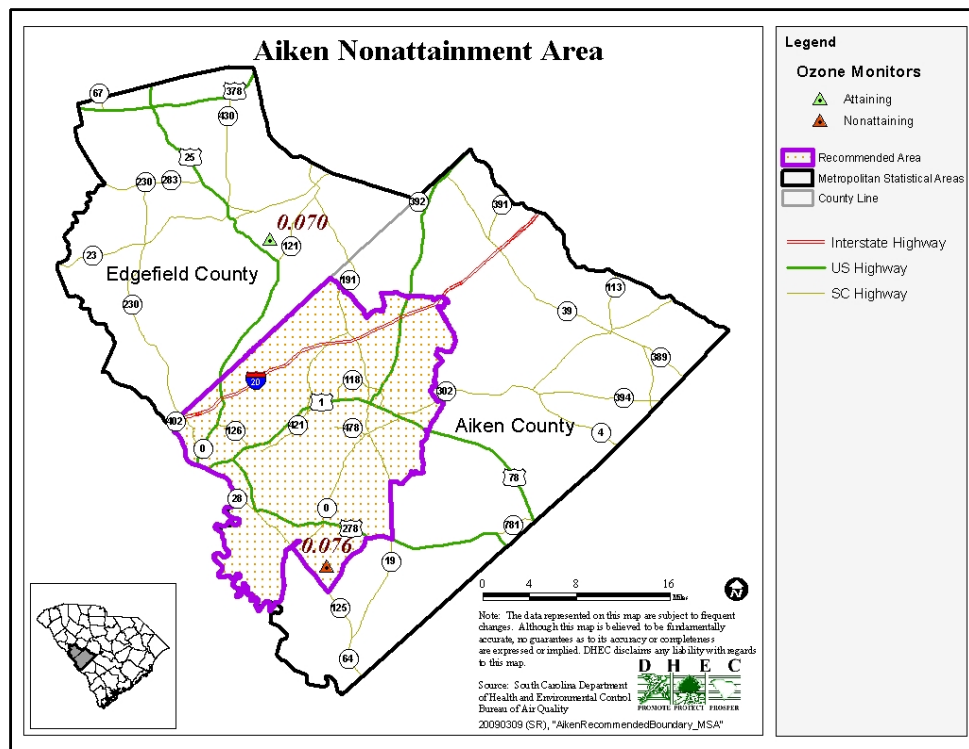 Aiken Nonattainment Area
67
378
430
25
230
283
392
391
0.070
121
23
Edgefield County
191
113
230
39
389
20
118
302
394
1
402
126
421
478
Aiken County
4
0
78
28
0
278
781
0.076
19
125
64
0
4
8
16
Miles
N
Note: The data represented on this map are subject to frequent
changes. Although this map is believed to be fundamentally
accurate, no guarantees as to its accuracy or completeness
are expressed or implied. DHEC disclaims any liability with regards
to this map.
D H E C
PROMOTE PROTECT PROSPER
Source: South Carolina Department
of Health and Environmental Control
Bureau of Air Quality
20090309 (SR), "AikenRecommendedBoundary_MSA"
Legend
Ozone Monitors
Attaining
Nonattaining
Recommended Area
Metropolitan Statistical Areas
County Line
Interstate Highway
US Highway
SC Highway